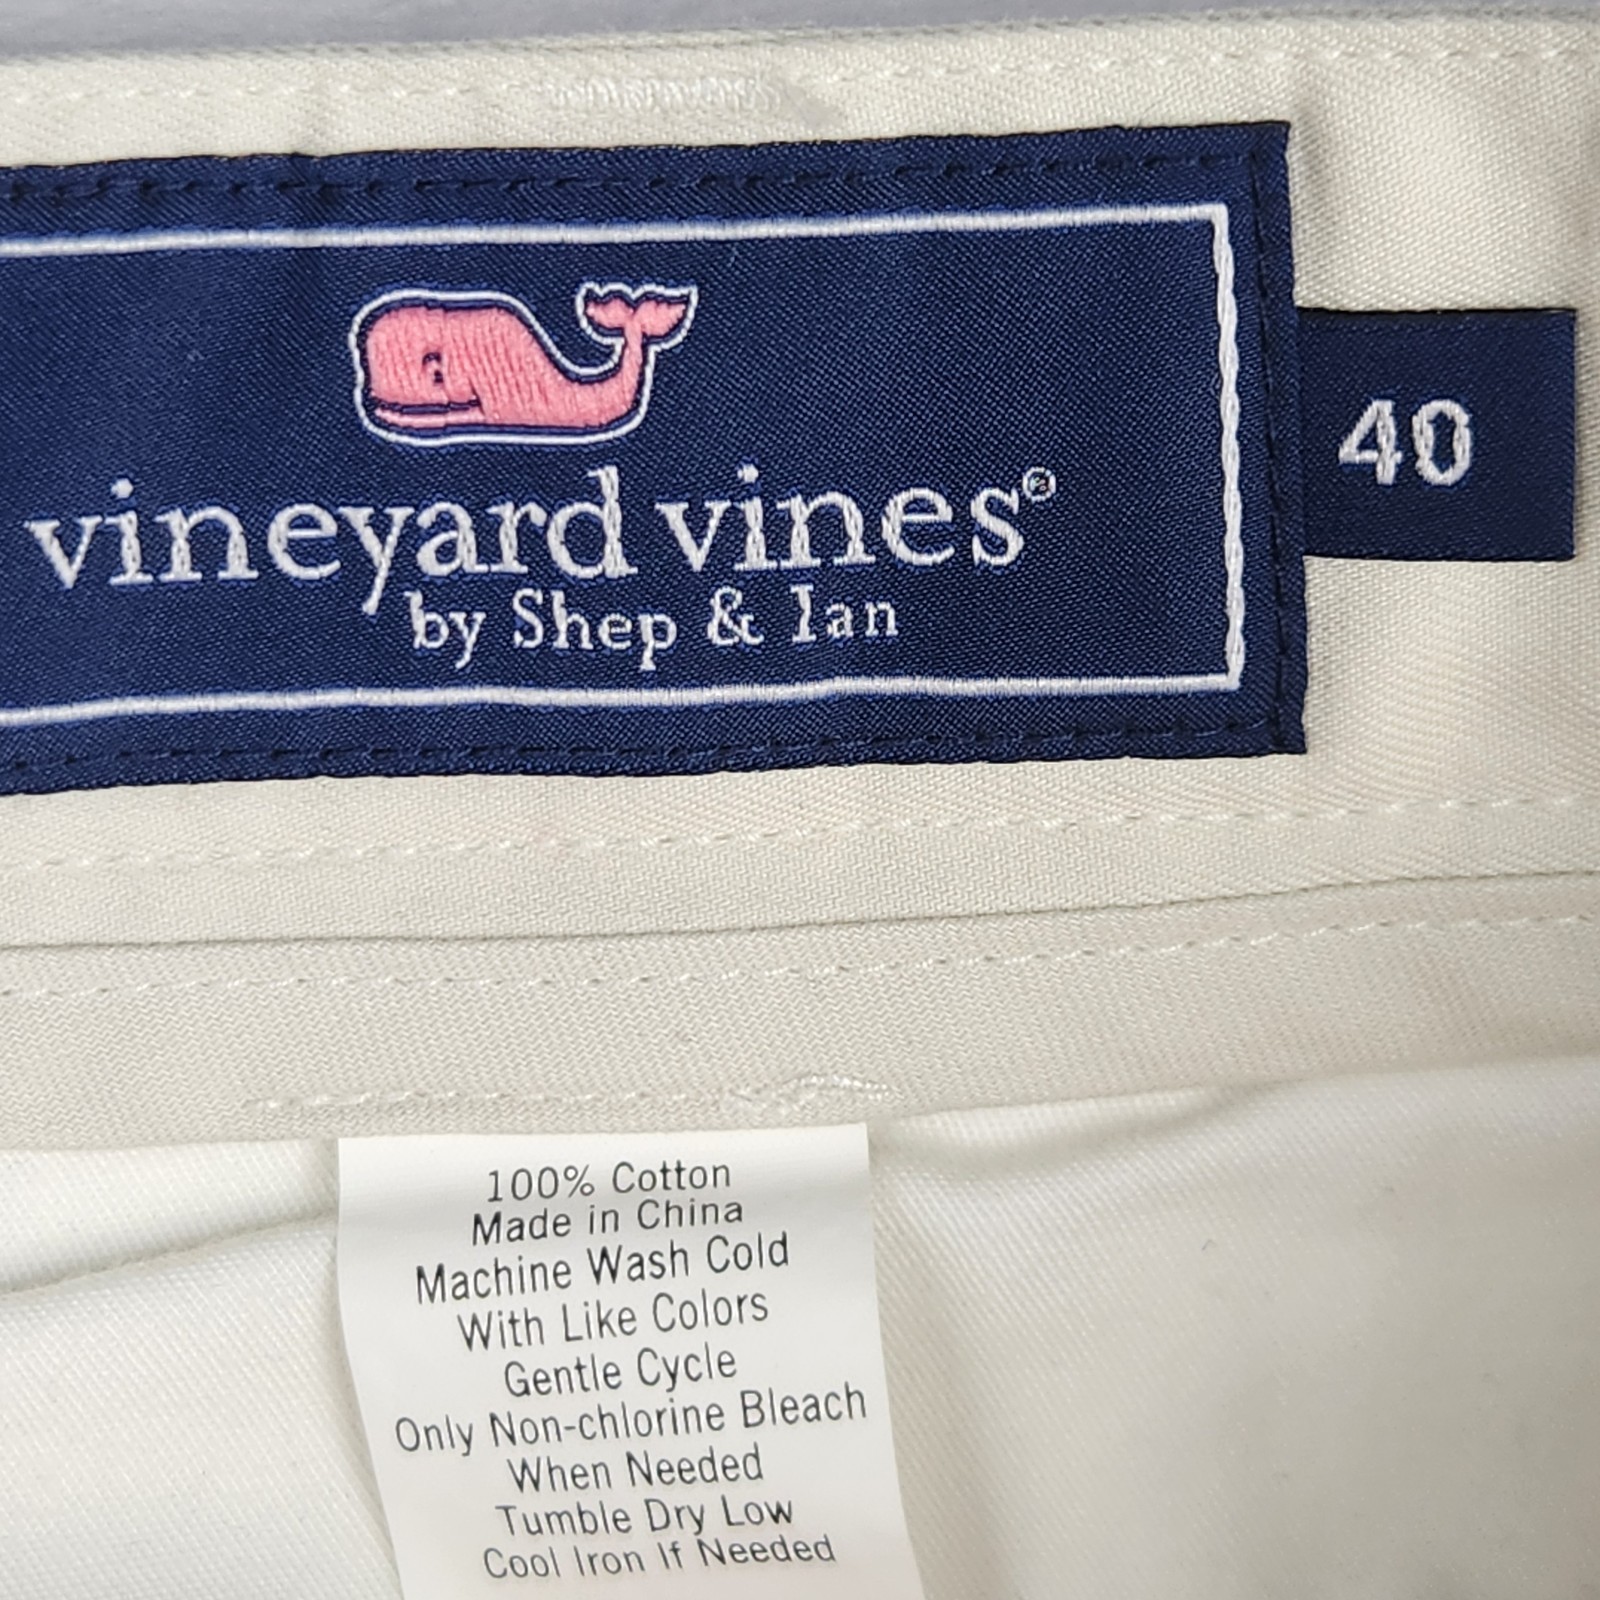 vineyard vines®
by Shep & Ian
40
100% Cotton
Made in China
Machine Wash Cold
With Like Colors
Gentle Cycle
Only Non-chlorine Bleach
When Needed
Tumble Dry Low
Cool Iron If Needed